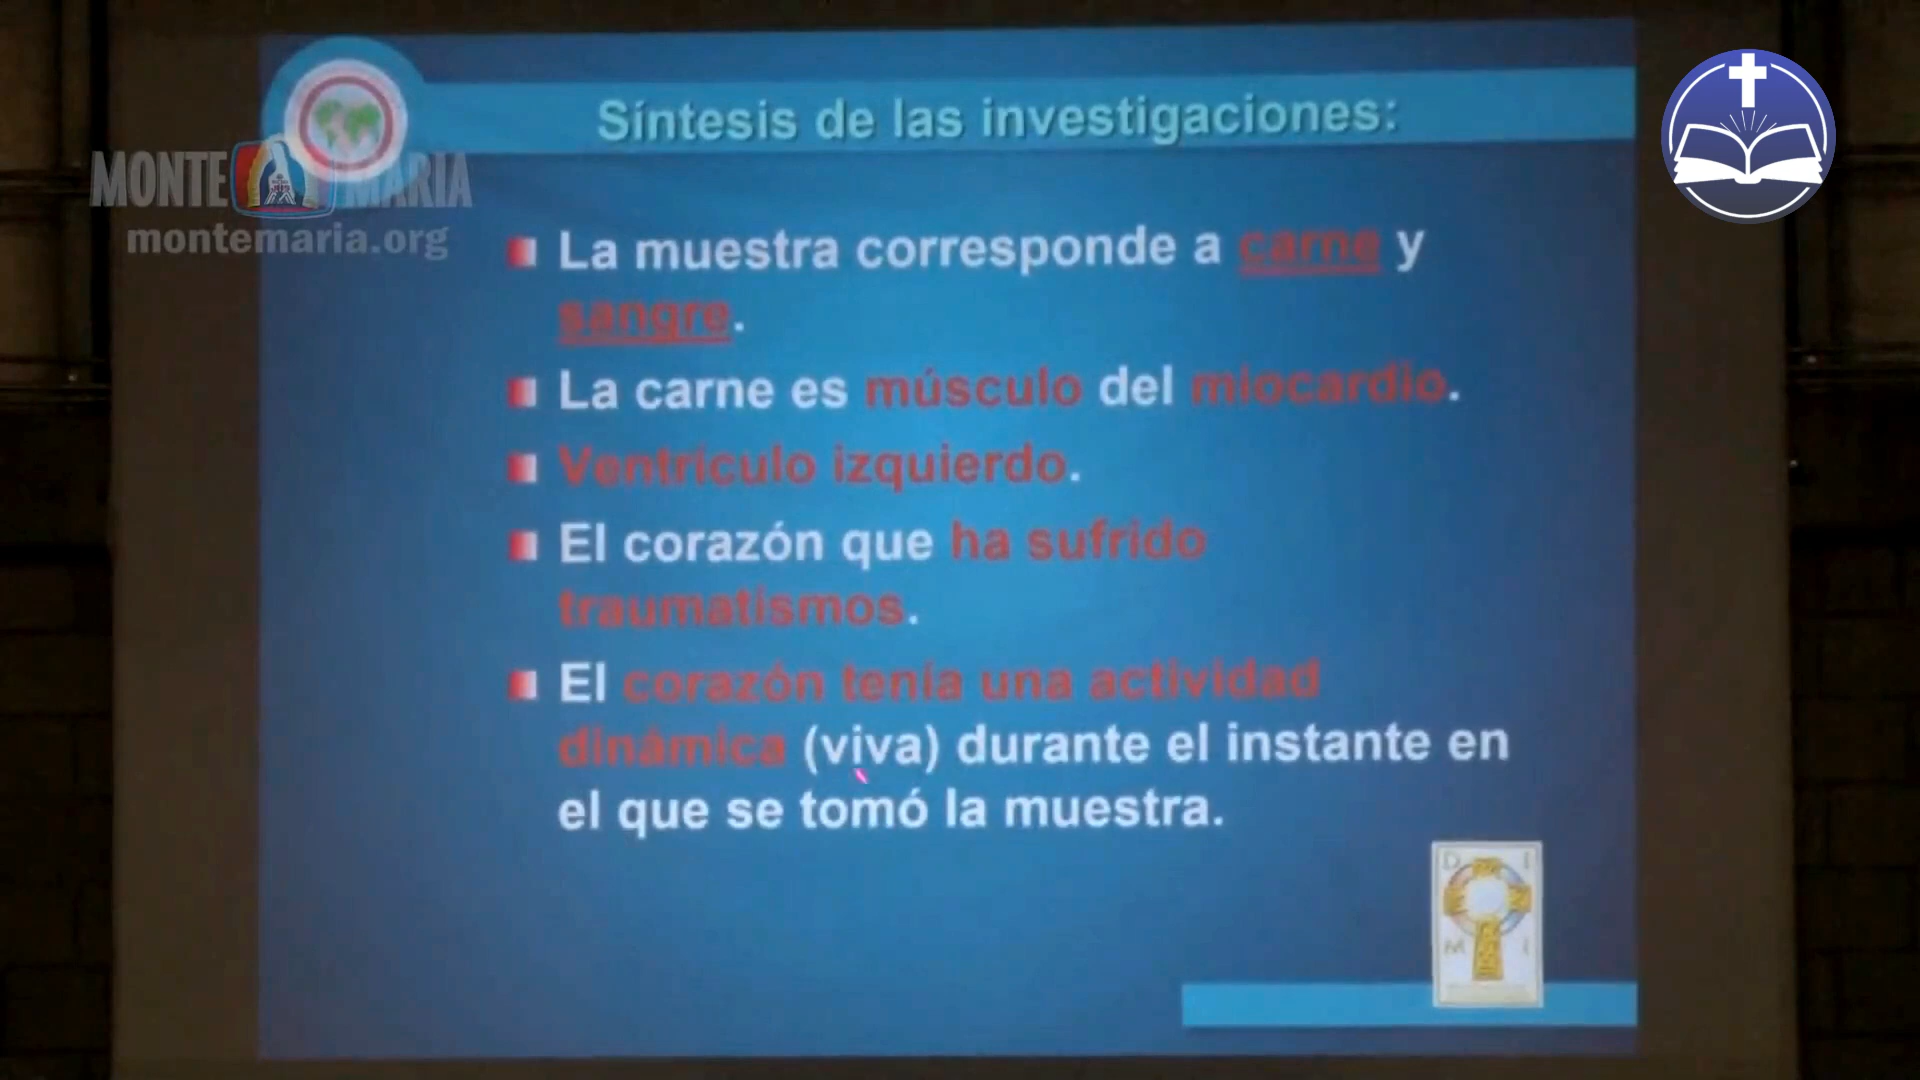 Síntesis de las investigaciones:
MONTE MARIA
montemaria.org
La muestra corresponde a carne y
sangre.
La carne es músculo del miocardio.
Ventrículo izquierdo.
El corazón que ha sufrido
traumatismos.
El corazón tenía una actividad
dinámica (viva) durante el instante en
el que se tomó la muestra.
D I
M I